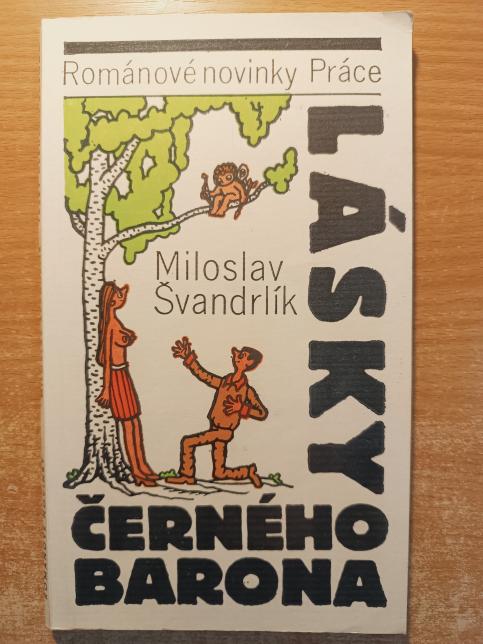 Románové novinky Práce
Miloslav
Švandrlík
LÁSKY
ČERNÉHO
BARONA